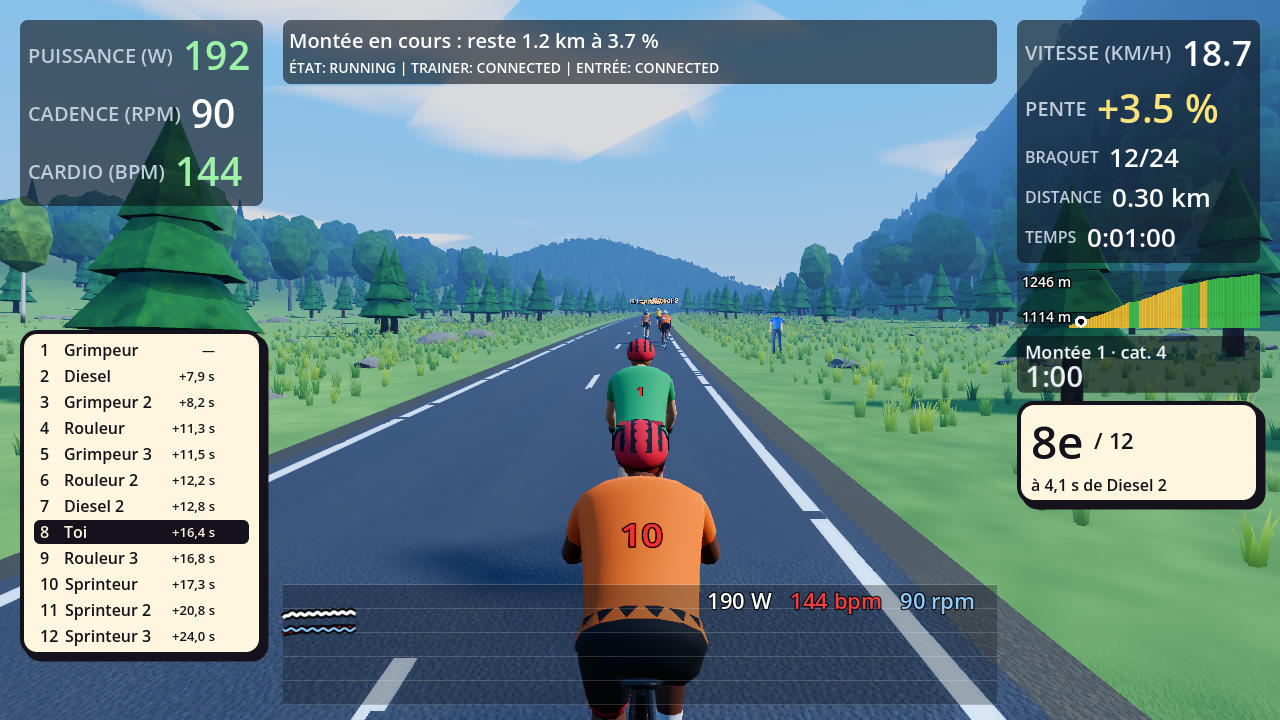 PUISSANCE (W) 192
CADENCE (RPM) 90
CARDIO (BPM) 144
Montée en cours : reste 1.2 km à 3.7 %
ÉTAT: RUNNING | TRAINER: CONNECTED | ENTRÉE: CONNECTED
VITESSE (KM/H) 18.7
PENTE +3.5 %
BRAQUET 12/24
DISTANCE 0.30 km
TEMPS 0:01:00
1246 m
1114 m
Montée 1 · cat. 4
1:00
8e / 12
à 4,1 s de Diesel 2
1 Grimpeur —
2 Diesel +7,9 s
3 Grimpeur 2 +8,2 s
4 Rouleur +11,3 s
5 Grimpeur 3 +11,5 s
6 Rouleur 2 +12,2 s
7 Diesel 2 +12,8 s
8 Toi +16,4 s
9 Rouleur 3 +16,8 s
10 Sprinteur +17,3 s
11 Sprinteur 2 +20,8 s
12 Sprinteur 3 +24,0 s
1
10
190 W 144 bpm 90 rpm